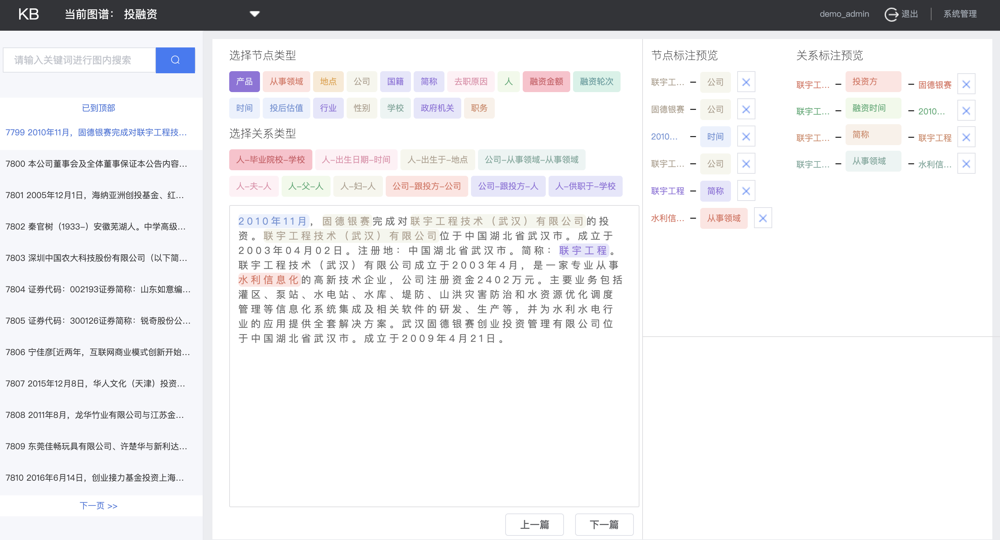 KB 当前图谱： 投融资 demo_admin 退出 系统管理
请输入关键词进行图内搜索
已到顶部
7799 2010年11月，固德银赛完成对联宇工程技...
7800 本公司董事会及全体董事保证本公告内容...
7801 2005年12月1日，海纳亚洲创投基金、红...
7802 秦官树（1933-）安徽芜湖人。中学高级...
7803 深圳中国农大科技股份有限公司（以下简...
7804 证券代码：002193证券简称：山东如意编...
7805 证券代码：300126证券简称：锐奇股份公...
7806 宁佳彦[近两年，互联网商业模式创新开始...
7807 2015年12月8日，华人文化（天津）投资...
7808 2011年8月，龙华竹业有限公司与江苏金...
7809 东莞佳畅玩具有限公司、许楚华与新利达...
7810 2016年6月14日，创业接力基金投资上海...
下一页 >>
选择节点类型
产品 从事领域 地点 公司 国籍 简称 去职原因 人 融资金额 融资轮次
时间 投后估值 行业 性别 学校 政府机关 职务
选择关系类型
人-毕业院校-学校 人-出生日期-时间 人-出生于-地点 公司-从事领域-从事领域
人-夫-人 人-父-人 人-妇-人 公司-跟投方-公司 公司-跟投方-人 人-供职于-学校
2010年11月，固德银赛完成对联宇工程技术（武汉）有限公司的投
资。联宇工程技术（武汉）有限公司位于中国湖北省武汉市。成立于
2003年04月02日。注册地：中国湖北省武汉市。简称：联宇工程。
联宇工程技术（武汉）有限公司成立于2003年4月，是一家专业从事
水利信息化的高新技术企业，公司注册资金2402万元。主要业务包括
灌区、泵站、水电站、水库、堤防、山洪灾害防治和水资源优化调度
管理等信息化系统集成及相关软件的研发、生产等，并为水利水电行
业的应用提供全套解决方案。武汉固德银赛创业投资管理有限公司位
于中国湖北省武汉市。成立于2009年4月21日。
上一篇 下一篇
节点标注预览
联宇工... – 公司
固德银赛 – 公司
2010... – 时间
联宇工... – 公司
联宇工程 – 简称
水利信... – 从事领域
关系标注预览
联宇工... – 投资方 – 固德银赛
联宇工... – 融资时间 – 2010...
联宇工... – 简称 – 联宇工程
联宇工... – 从事领域 – 水利信...